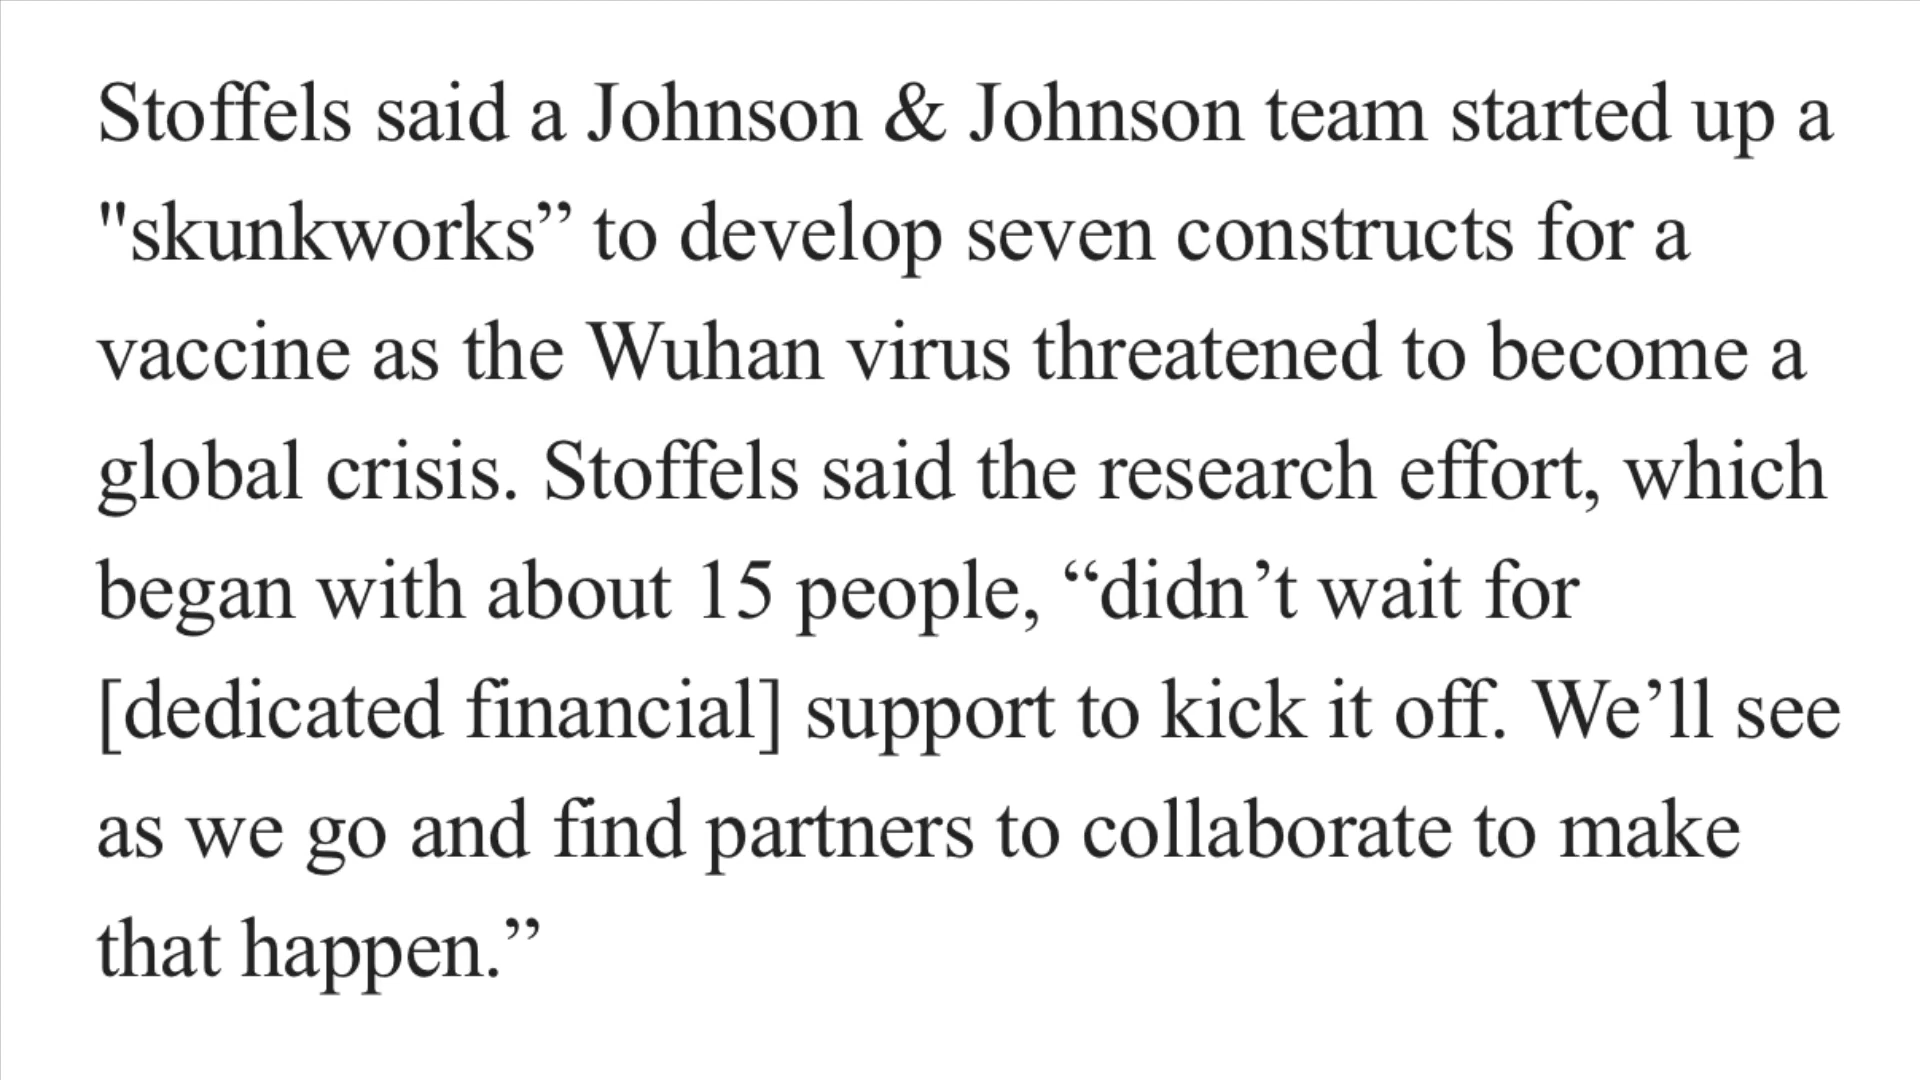 Stoffels said a Johnson & Johnson team started up a
"skunkworks” to develop seven constructs for a
vaccine as the Wuhan virus threatened to become a
global crisis. Stoffels said the research effort, which
began with about 15 people, “didn’t wait for
[dedicated financial] support to kick it off. We’ll see
as we go and find partners to collaborate to make
that happen.”